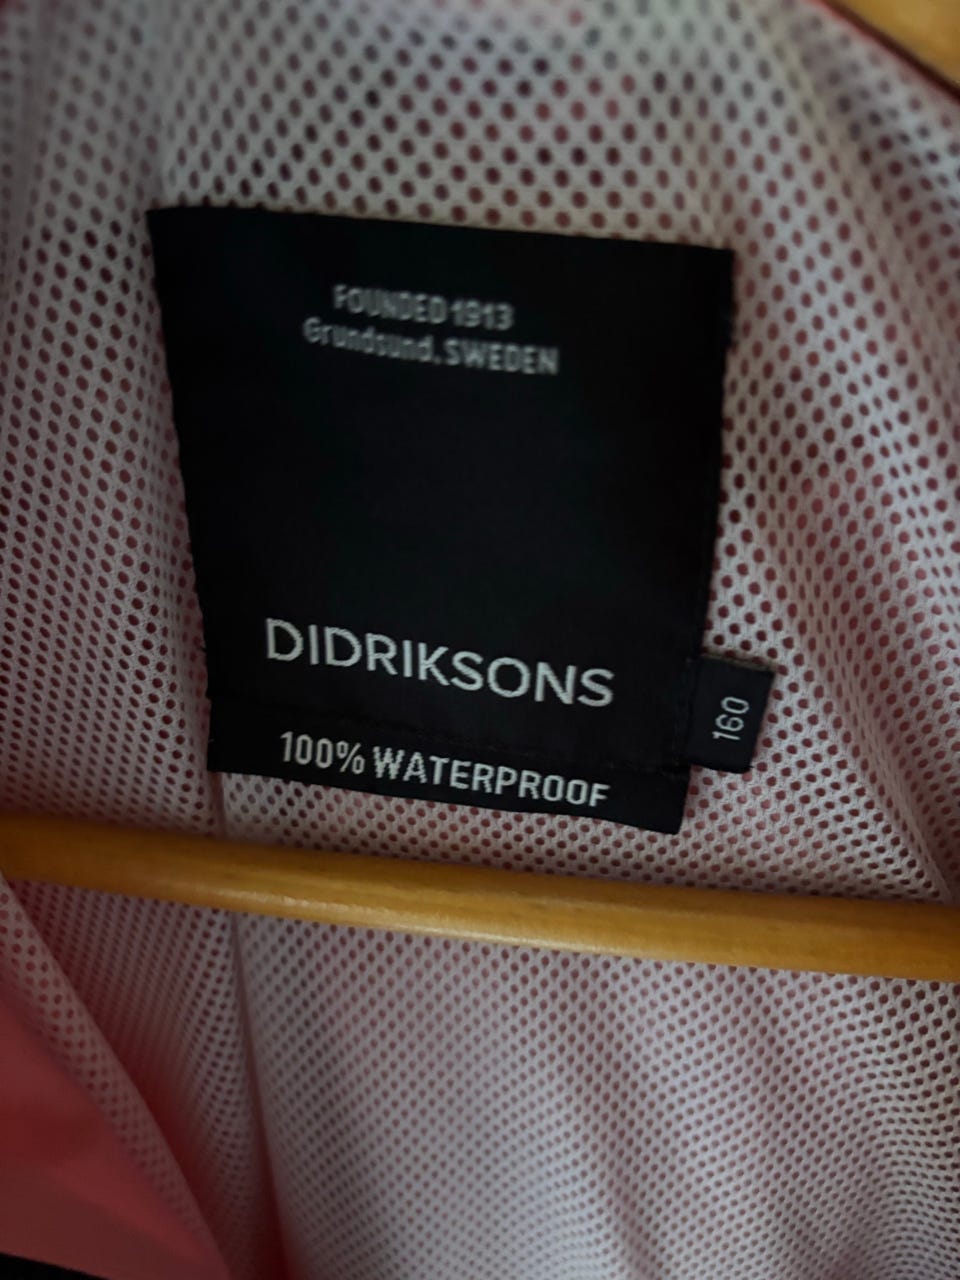 FOUNDED 1913
Grundsund, SWEDEN
DIDRIKSONS
160
100% WATERPROOF